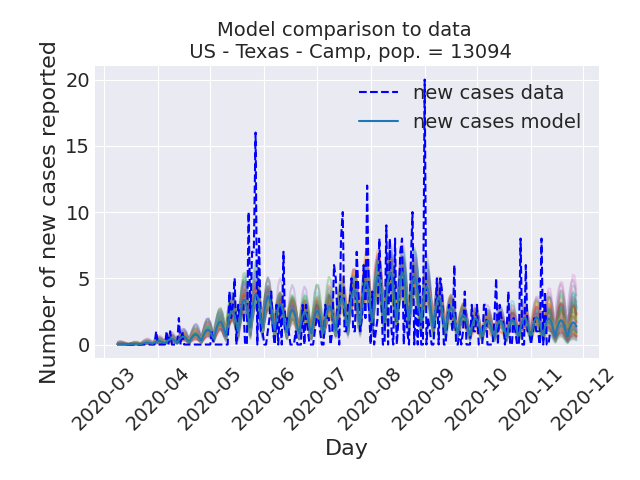 Model comparison to data
US - Texas - Camp, pop. = 13094
Number of new cases reported
20
15
10
5
0
new cases data
new cases model
2020-03
2020-04
2020-05
2020-06
2020-07
2020-08
2020-09
2020-10
2020-11
2020-12
Day